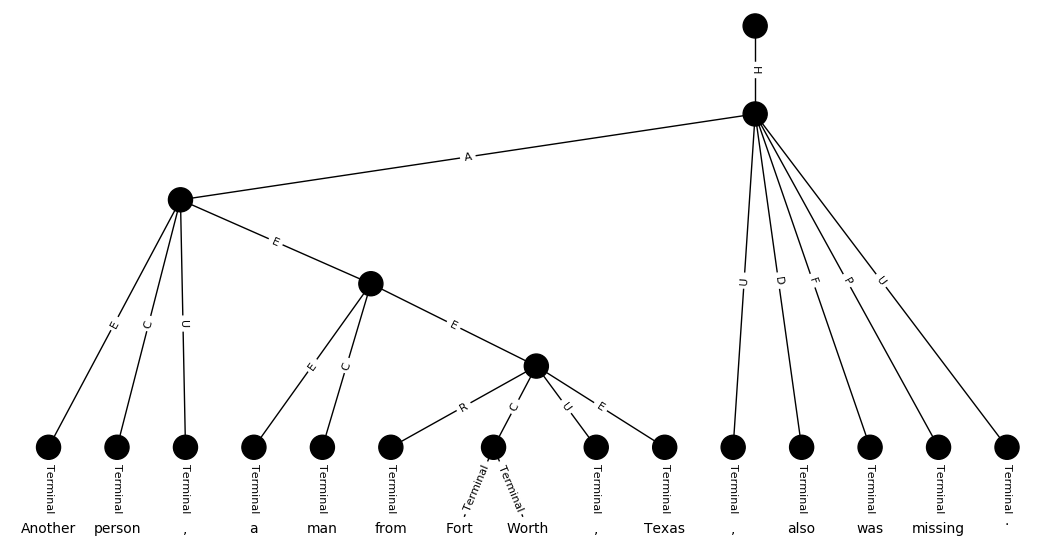 H
A
E
E
C
U
E
E
C
R
C
U
E
U
D
F
P
U
Terminal Terminal Terminal Terminal Terminal Terminal - Terminal - Terminal - Terminal Terminal Terminal Terminal Terminal Terminal Terminal
Another person , a man from Fort Worth , Texas , also was missing .